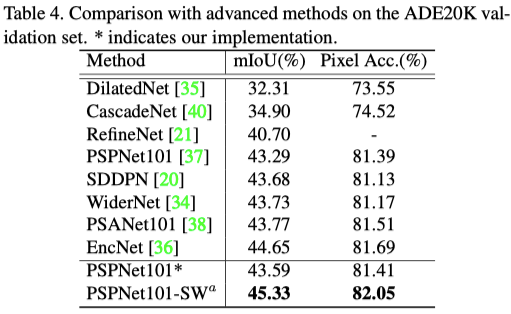 Table 4. Comparison with advanced methods on the ADE20K val-
idation set. * indicates our implementation.
Method mIoU(%) Pixel Acc.(%)
DilatedNet [35] 32.31 73.55
CascadeNet [40] 34.90 74.52
RefineNet [21] 40.70 -
PSPNet101 [37] 43.29 81.39
SDDPN [20] 43.68 81.13
WiderNet [34] 43.73 81.17
PSANet101 [38] 43.77 81.51
EncNet [36] 44.65 81.69
PSPNet101* 43.59 81.41
PSPNet101-SWᵃ 45.33 82.05